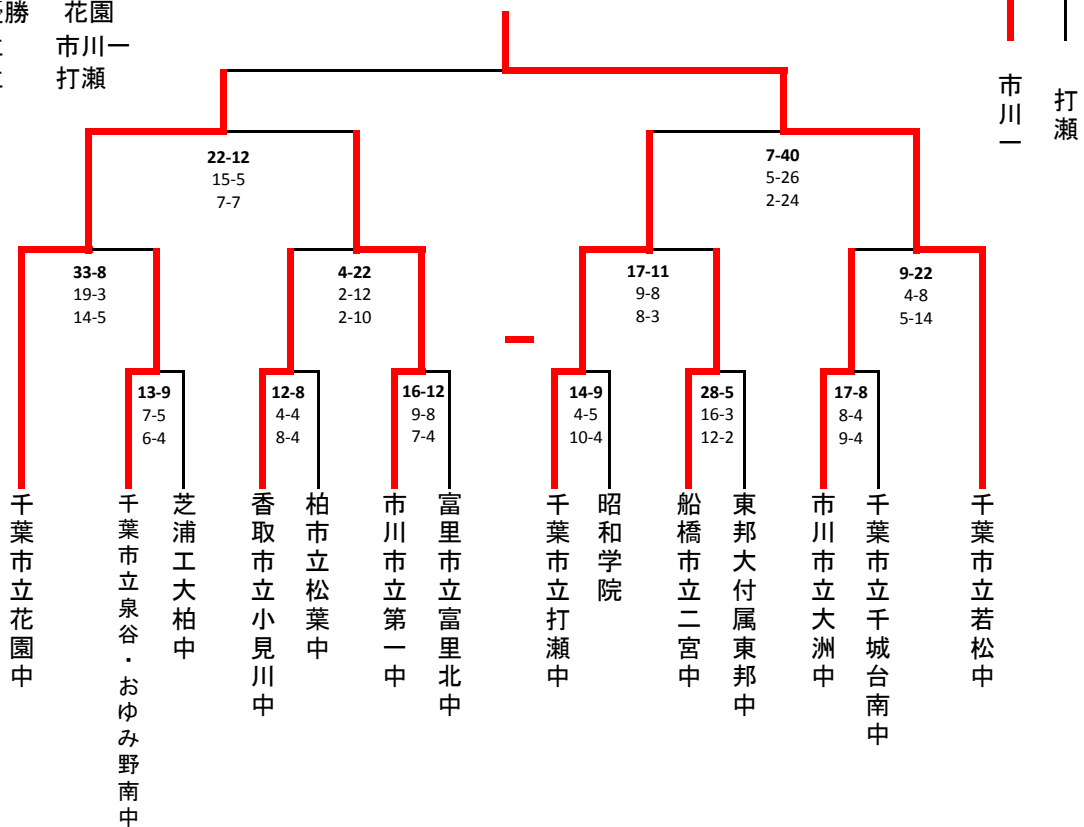 勝 花園
市川一
打瀬
市川一
打瀬
22-12
15-5
7-7
7-40
5-26
2-24
33-8
19-3
14-5
4-22
2-12
2-10
17-11
9-8
8-3
9-22
4-8
5-14
13-9
7-5
6-4
12-8
4-4
8-4
16-12
9-8
7-4
14-9
4-5
10-4
28-5
16-3
12-2
17-8
8-4
9-4
千葉市立花園中
千葉市立泉谷・おゆみ野南中
芝浦工大柏中
香取市立小見川中
柏市立松葉中
市川市立第一中
富里市立富里北中
千葉市立打瀬中
昭和学院
船橋市立二宮中
東邦大付属東邦中
市川市立大洲中
千葉市立千城台南中
千葉市立若松中